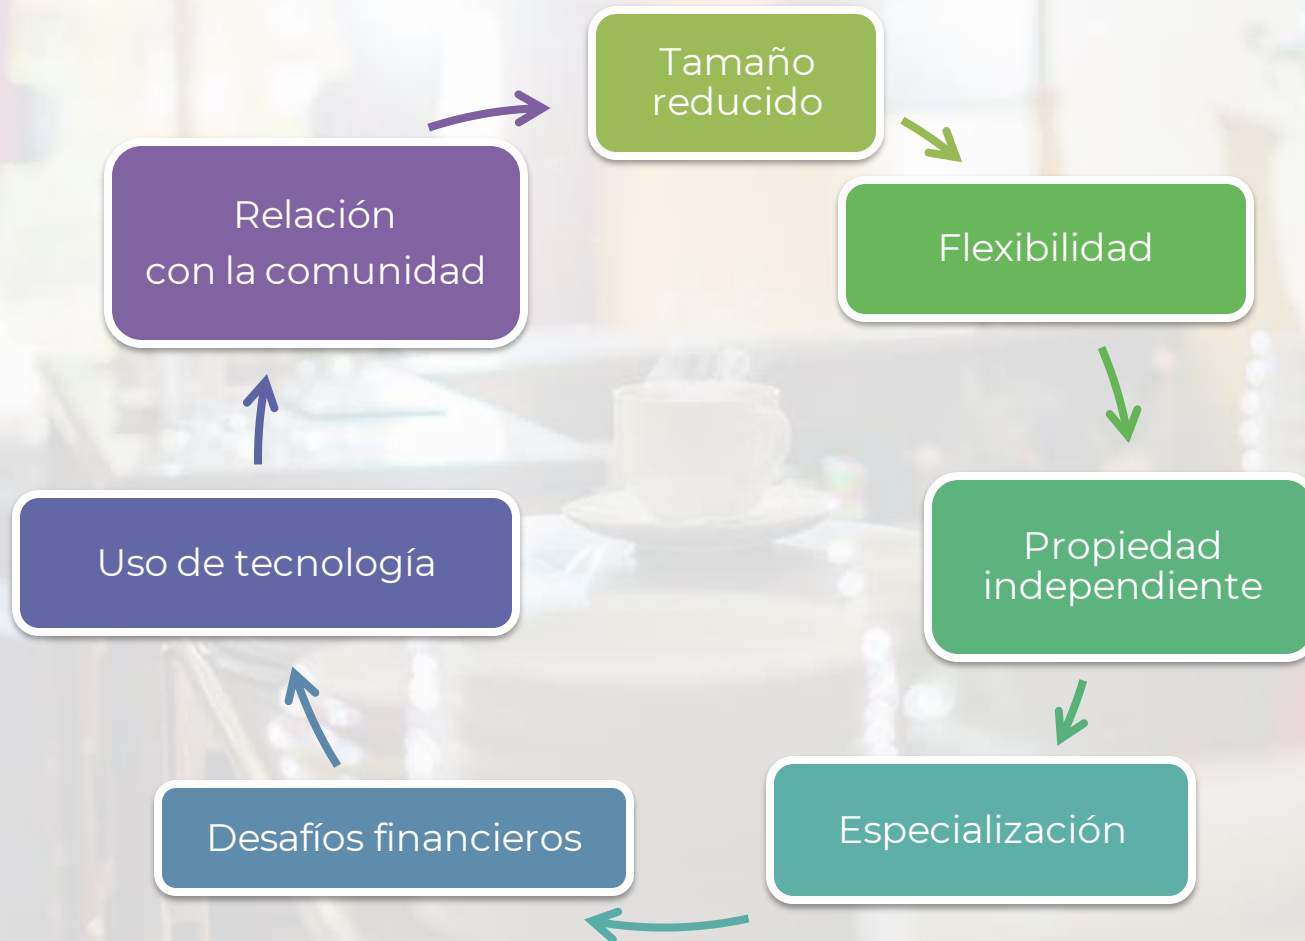 Tamaño
reducido
Flexibilidad
Propiedad
independiente
Especialización
Desafíos financieros
Uso de tecnología
Relación
con la comunidad